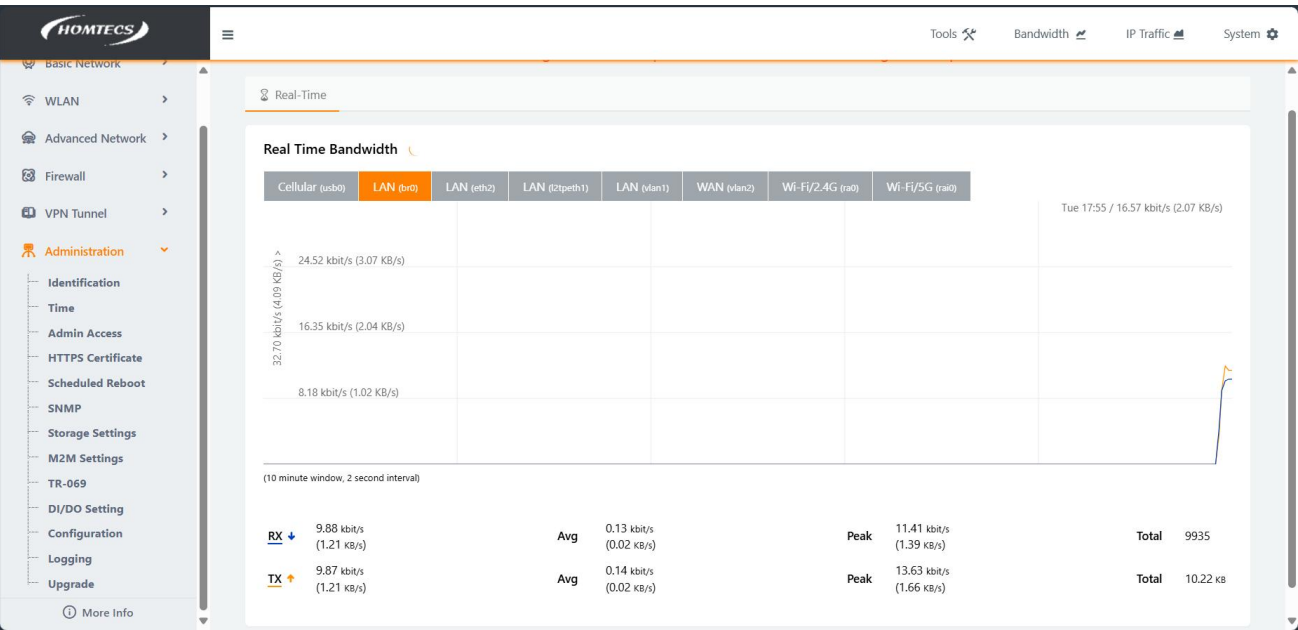 HOMTECS
Tools
Bandwidth
IP Traffic
System
Basic Network
WLAN
Advanced Network
Firewall
VPN Tunnel
Administration
Identification
Time
Admin Access
HTTPS Certificate
Scheduled Reboot
SNMP
Storage Settings
M2M Settings
TR-069
DI/DO Setting
Configuration
Logging
Upgrade
More Info
Real-Time
Real Time Bandwidth
Cellular (usb0) LAN (br0) LAN (eth2) LAN (l2tpeth1) LAN (vlan1) WAN (vlan2) Wi-Fi/2.4G (ra0) Wi-Fi/5G (rai0)
Tue 17:55 / 16.57 kbit/s (2.07 KB/s)
32.70 kbit/s (4.09 KB/s) >
24.52 kbit/s (3.07 KB/s)
16.35 kbit/s (2.04 KB/s)
8.18 kbit/s (1.02 KB/s)
(10 minute window, 2 second interval)
RX 9.88 kbit/s
(1.21 KB/s)
Avg 0.13 kbit/s
(0.02 KB/s)
Peak 11.41 kbit/s
(1.39 KB/s)
Total 9935
TX 9.87 kbit/s
(1.21 KB/s)
Avg 0.14 kbit/s
(0.02 KB/s)
Peak 13.63 kbit/s
(1.66 KB/s)
Total 10.22 KB